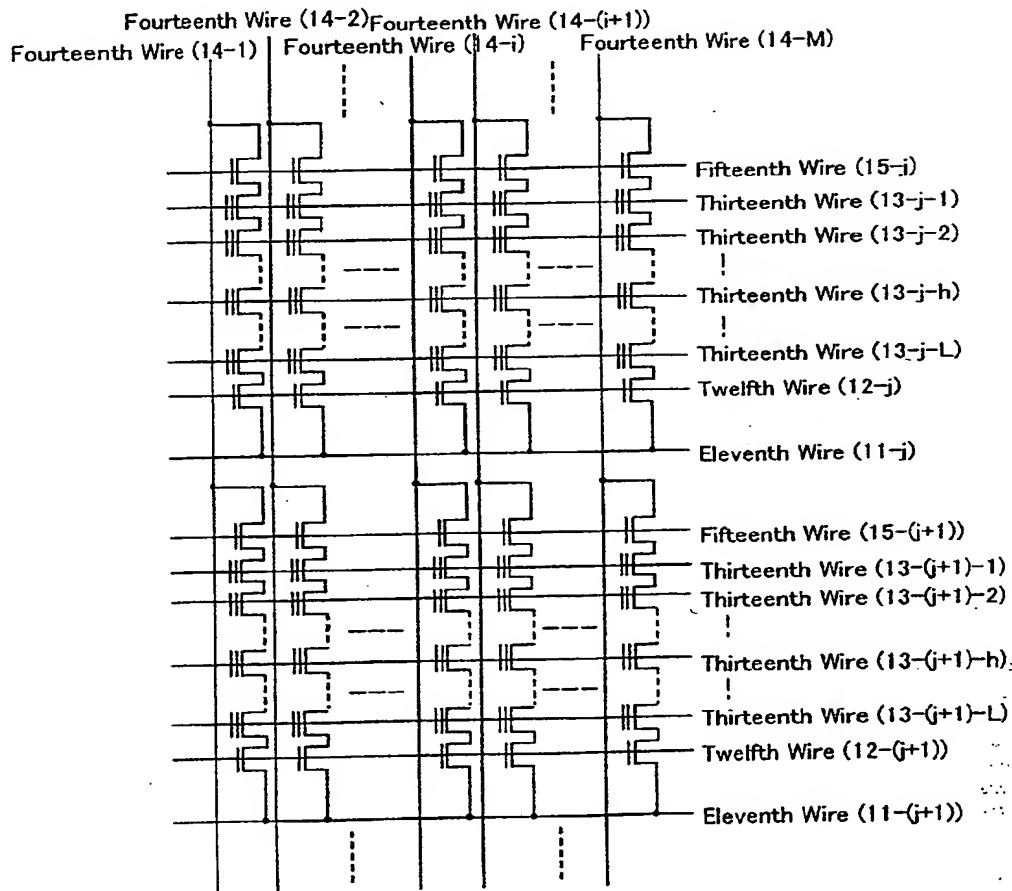 Fourteenth Wire (14-2) Fourteenth Wire (14-(i+1))
Fourteenth Wire (14-1) Fourteenth Wire (14-i) Fourteenth Wire (14-M)
Fifteenth Wire (15-j)
Thirteenth Wire (13-j-1)
Thirteenth Wire (13-j-2)
Thirteenth Wire (13-j-h)
Thirteenth Wire (13-j-L)
Twelfth Wire (12-j)
Eleventh Wire (11-j)
Fifteenth Wire (15-(j+1))
Thirteenth Wire (13-(j+1)-1)
Thirteenth Wire (13-(j+1)-2)
Thirteenth Wire (13-(j+1)-h)
Thirteenth Wire (13-(j+1)-L)
Twelfth Wire (12-(j+1))
Eleventh Wire (11-(j+1))